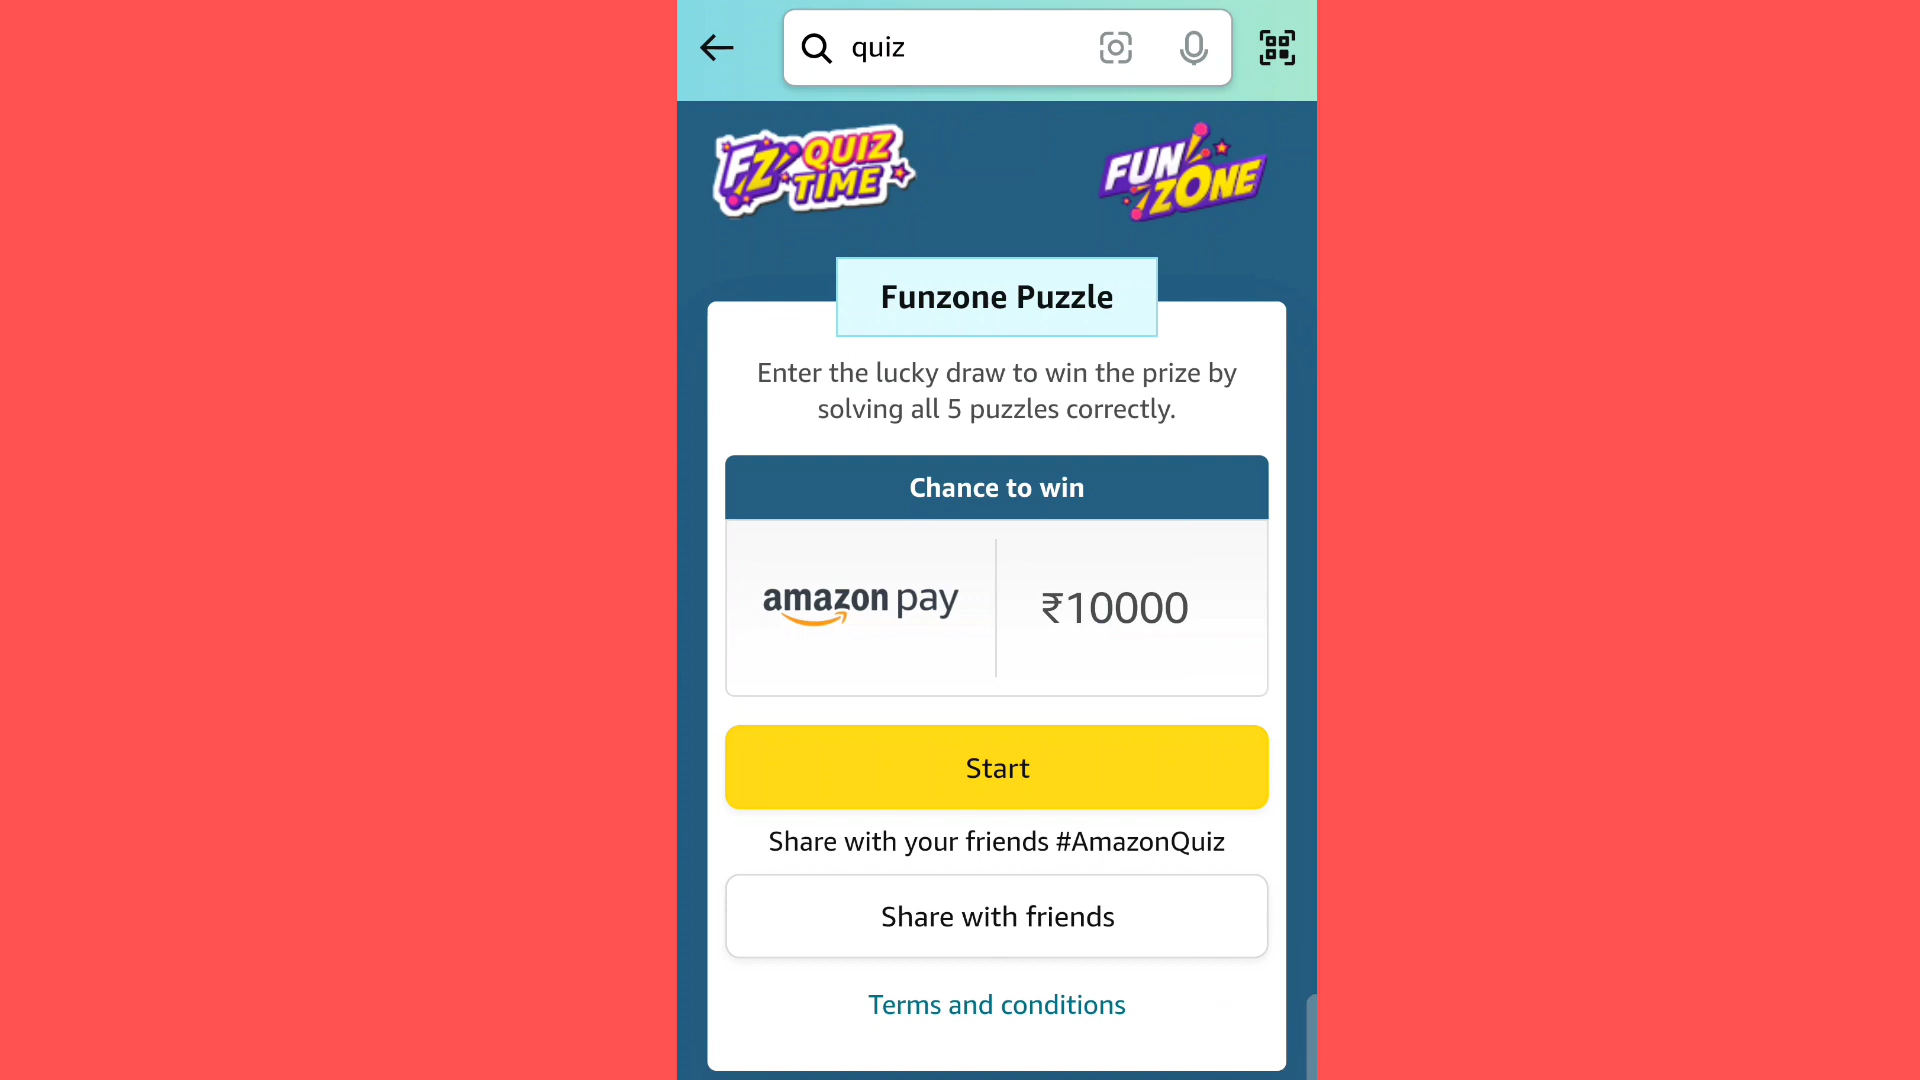 quiz
FZ QUIZ TIME
FUN ZONE
Funzone Puzzle
Enter the lucky draw to win the prize by
solving all 5 puzzles correctly.
Chance to win
amazon pay
₹10000
Start
Share with your friends #AmazonQuiz
Share with friends
Terms and conditions